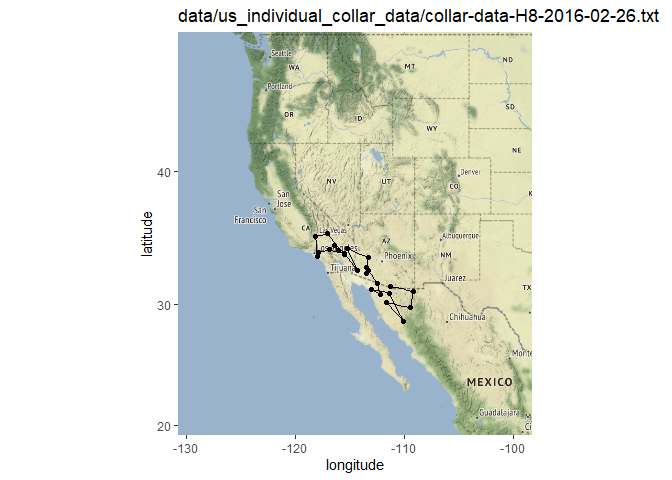 data/us_individual_collar_data/collar-data-H8-2016-02-26.txt
Seattle
WA
MT
ND
Portland
OR
ID
SD
WY
NE
NV
UT
Denver
CO
San
Jose
San
Francisco
CA
Las Vegas
AZ
Albuquerque
Phoenix
NM
Tijuana
Juarez
TX
Chihuahua
Monte
MEXICO
Guadalajara
M
Ci
40
30
20
-130
-120
-110
-100
latitude
longitude